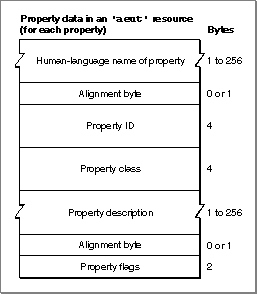 Property data in an 'aeut' resource
(for each property) Bytes
Human-language name of property 1 to 256
Alignment byte 0 or 1
Property ID 4
Property class 4
Property description 1 to 256
Alignment byte 0 or 1
Property flags 2